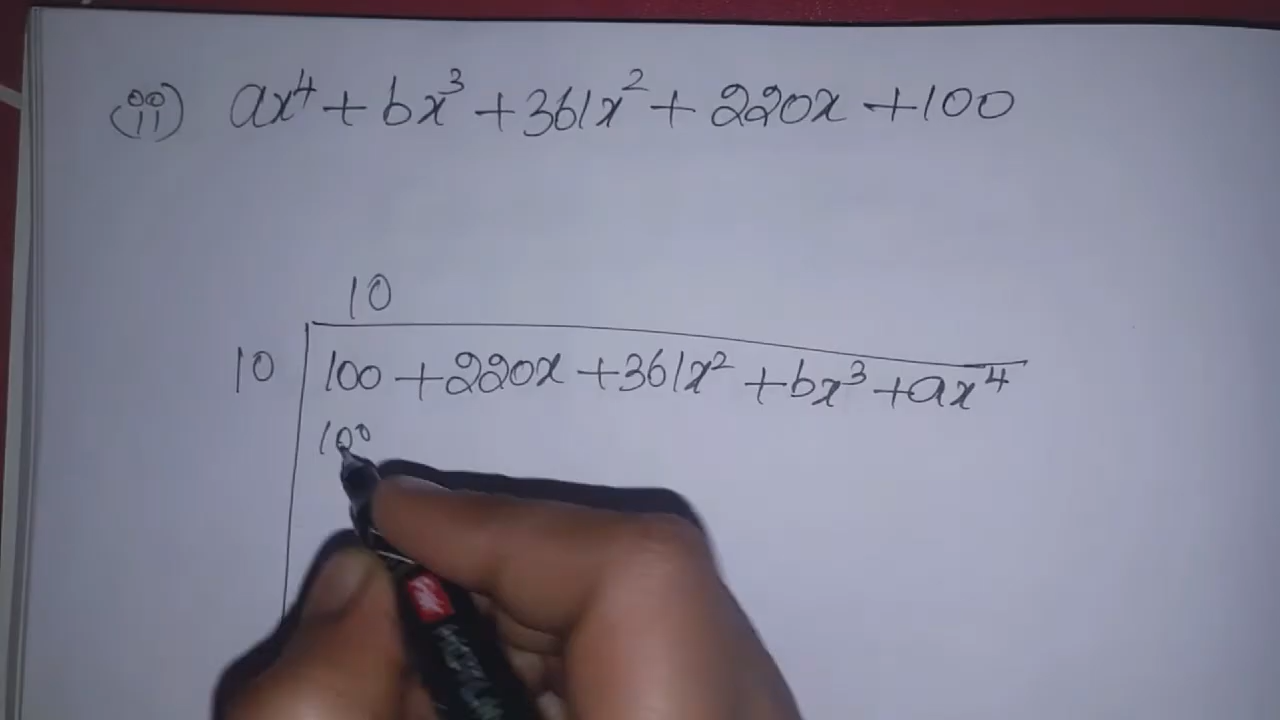 (ii) ax⁴ + bx³ + 361x² + 220x + 100
10
10 100 + 220x + 361x² + bx³ + ax⁴
100